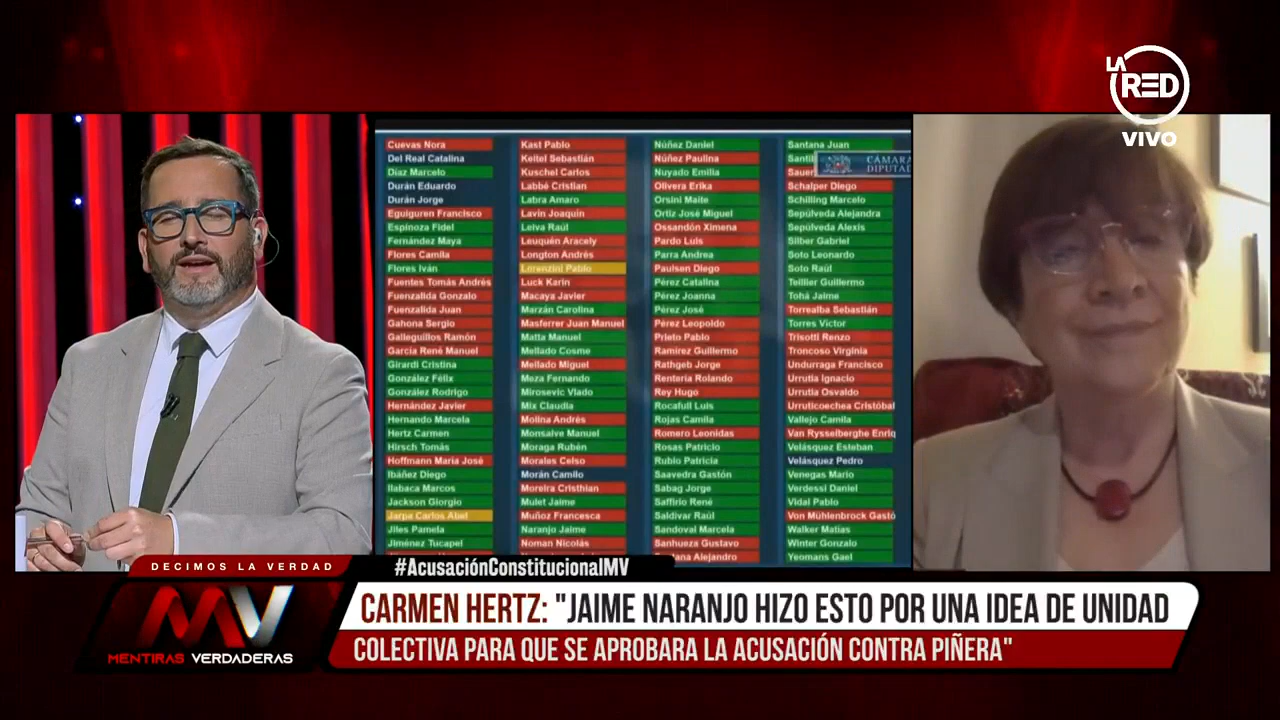 LA
RED
VIVO
Cuevas Nora
Del Real Catalina
Díaz Marcelo
Durán Eduardo
Durán Jorge
Eguiguren Francisco
Espinoza Fidel
Fernández Maya
Flores Camila
Flores Iván
Fuentes Tomás Andrés
Fuenzalida Gonzalo
Fuenzalida Juan
Gahona Sergio
Galleguillos Ramón
García René Manuel
Girardi Cristina
González Félix
González Rodrigo
Hernández Javier
Hernando Marcela
Hertz Carmen
Hirsch Tomás
Hoffmann María José
Ibáñez Diego
Ilabaca Marcos
Jackson Giorgio
Jarpa Carlos Abel
Jiles Pamela
Jiménez Tucapel
Kast Pablo
Keitel Sebastián
Kuschel Carlos
Labbé Cristian
Labra Amaro
Lavín Joaquín
Leiva Raúl
Leuquén Aracely
Longton Andrés
Lorenzini Pablo
Luck Karin
Macaya Javier
Marzán Carolina
Masferrer Juan Manuel
Matta Manuel
Mellado Cosme
Mellado Miguel
Meza Fernando
Mirosevic Vlado
Mix Claudia
Molina Andrés
Monsalve Manuel
Moraga Rubén
Morales Celso
Morán Camilo
Moreira Cristhian
Mulet Jaime
Muñoz Francesca
Naranjo Jaime
Noman Nicolás
Núñez Daniel
Núñez Paulina
Nuyado Emilia
Olivera Erika
Orsini Maite
Ortiz José Miguel
Ossandón Ximena
Pardo Luis
Parra Andrea
Paulsen Diego
Pérez Catalina
Pérez Joanna
Pérez José
Pérez Leopoldo
Prieto Pablo
Ramírez Guillermo
Rathgeb Jorge
Rentería Rolando
Rey Hugo
Rocafull Luis
Rojas Camila
Romero Leonidas
Rosas Patricio
Rubio Patricia
Saavedra Gastón
Sabag Jorge
Saffirio René
Saldívar Raúl
Sandoval Marcela
Sanhueza Gustavo
Santana Alejandro
Santana Juan
Schalper Diego
Schilling Marcelo
Sepúlveda Alejandra
Sepúlveda Alexis
Silber Gabriel
Soto Leonardo
Soto Raúl
Teillier Guillermo
Tohá Jaime
Torrealba Sebastián
Torres Víctor
Trisotti Renzo
Troncoso Virginia
Undurraga Francisco
Urrutia Ignacio
Urrutia Osvaldo
Urruticoechea Cristóbal
Vallejo Camila
Van Rysselberghe Enriq
Velásquez Esteban
Velásquez Pedro
Venegas Mario
Verdessi Daniel
Vidal Pablo
Von Mühlenbrock Gastó
Walker Matías
Winter Gonzalo
Yeomans Gael
CÁMARA
DIPUTAD
DECIMOS LA VERDAD
#AcusaciónConstitucionalMV
MV
MENTIRAS VERDADERAS
CARMEN HERTZ: "JAIME NARANJO HIZO ESTO POR UNA IDEA DE UNIDAD
COLECTIVA PARA QUE SE APROBARA LA ACUSACIÓN CONTRA PIÑERA"